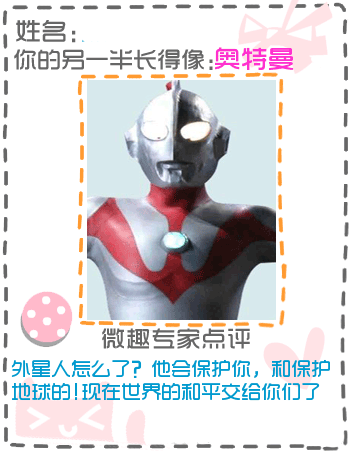 姓名:
你的另一半长得像:奥特曼
微趣专家点评
外星人怎么了?他会保护你，和保护
地球的!现在世界的和平交给你们了